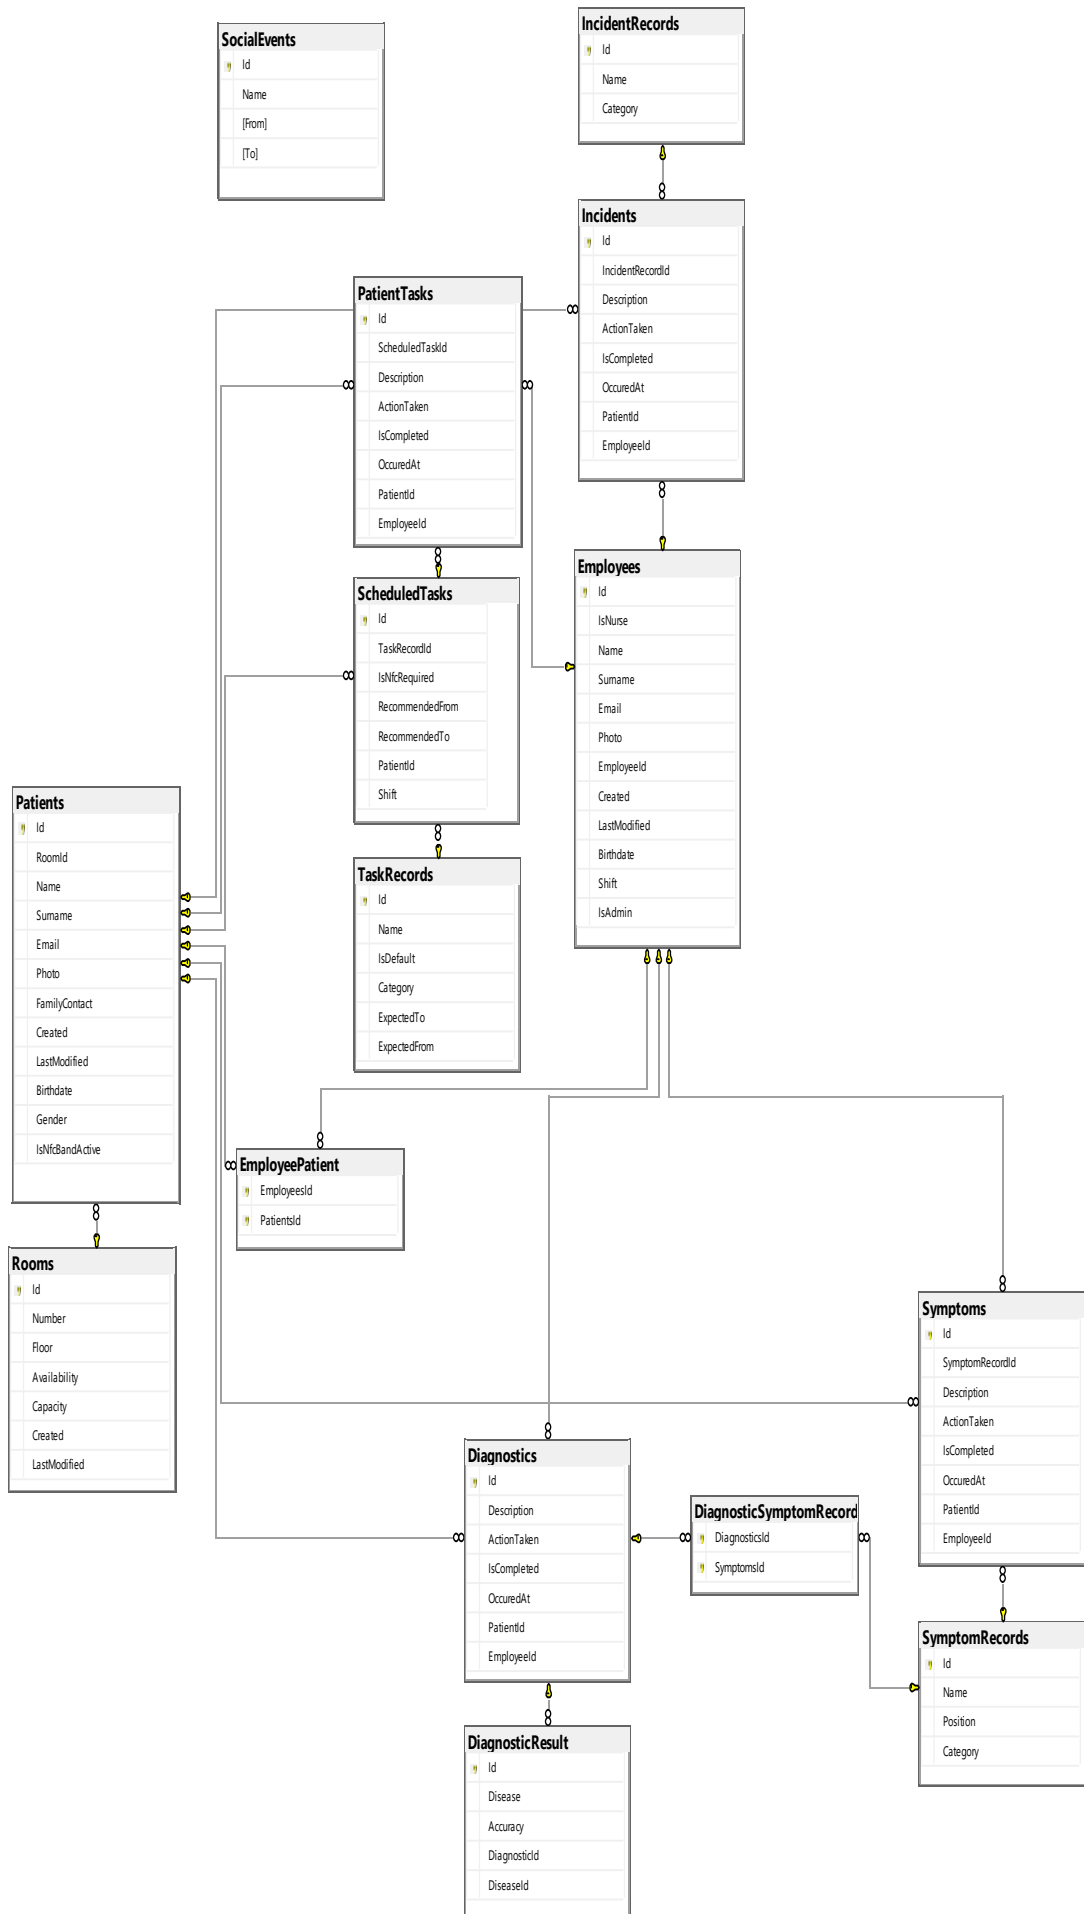 SocialEvents
Id
Name
[From]
[To]
IncidentRecords
Id
Name
Category
Incidents
Id
IncidentRecordId
Description
ActionTaken
IsCompleted
OccuredAt
PatientId
EmployeeId
PatientTasks
Id
ScheduledTaskId
Description
ActionTaken
IsCompleted
OccuredAt
PatientId
EmployeeId
ScheduledTasks
Id
TaskRecordId
IsNfcRequired
RecommendedFrom
RecommendedTo
PatientId
Shift
Employees
Id
IsNurse
Name
Surname
Email
Photo
EmployeeId
Created
LastModified
Birthdate
Shift
IsAdmin
Patients
Id
RoomId
Name
Surname
Email
Photo
FamilyContact
Created
LastModified
Birthdate
Gender
IsNfcBandActive
TaskRecords
Id
Name
IsDefault
Category
ExpectedTo
ExpectedFrom
EmployeePatient
EmployeesId
PatientsId
Rooms
Id
Number
Floor
Availability
Capacity
Created
LastModified
Symptoms
Id
SymptomRecordId
Description
ActionTaken
IsCompleted
OccuredAt
PatientId
EmployeeId
Diagnostics
Id
Description
ActionTaken
IsCompleted
OccuredAt
PatientId
EmployeeId
DiagnosticSymptomRecord
DiagnosticsId
SymptomsId
SymptomRecords
Id
Name
Position
Category
DiagnosticResult
Id
Disease
Accuracy
DiagnosticId
DiseaseId